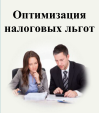 Оптимизация
налоговых льгот